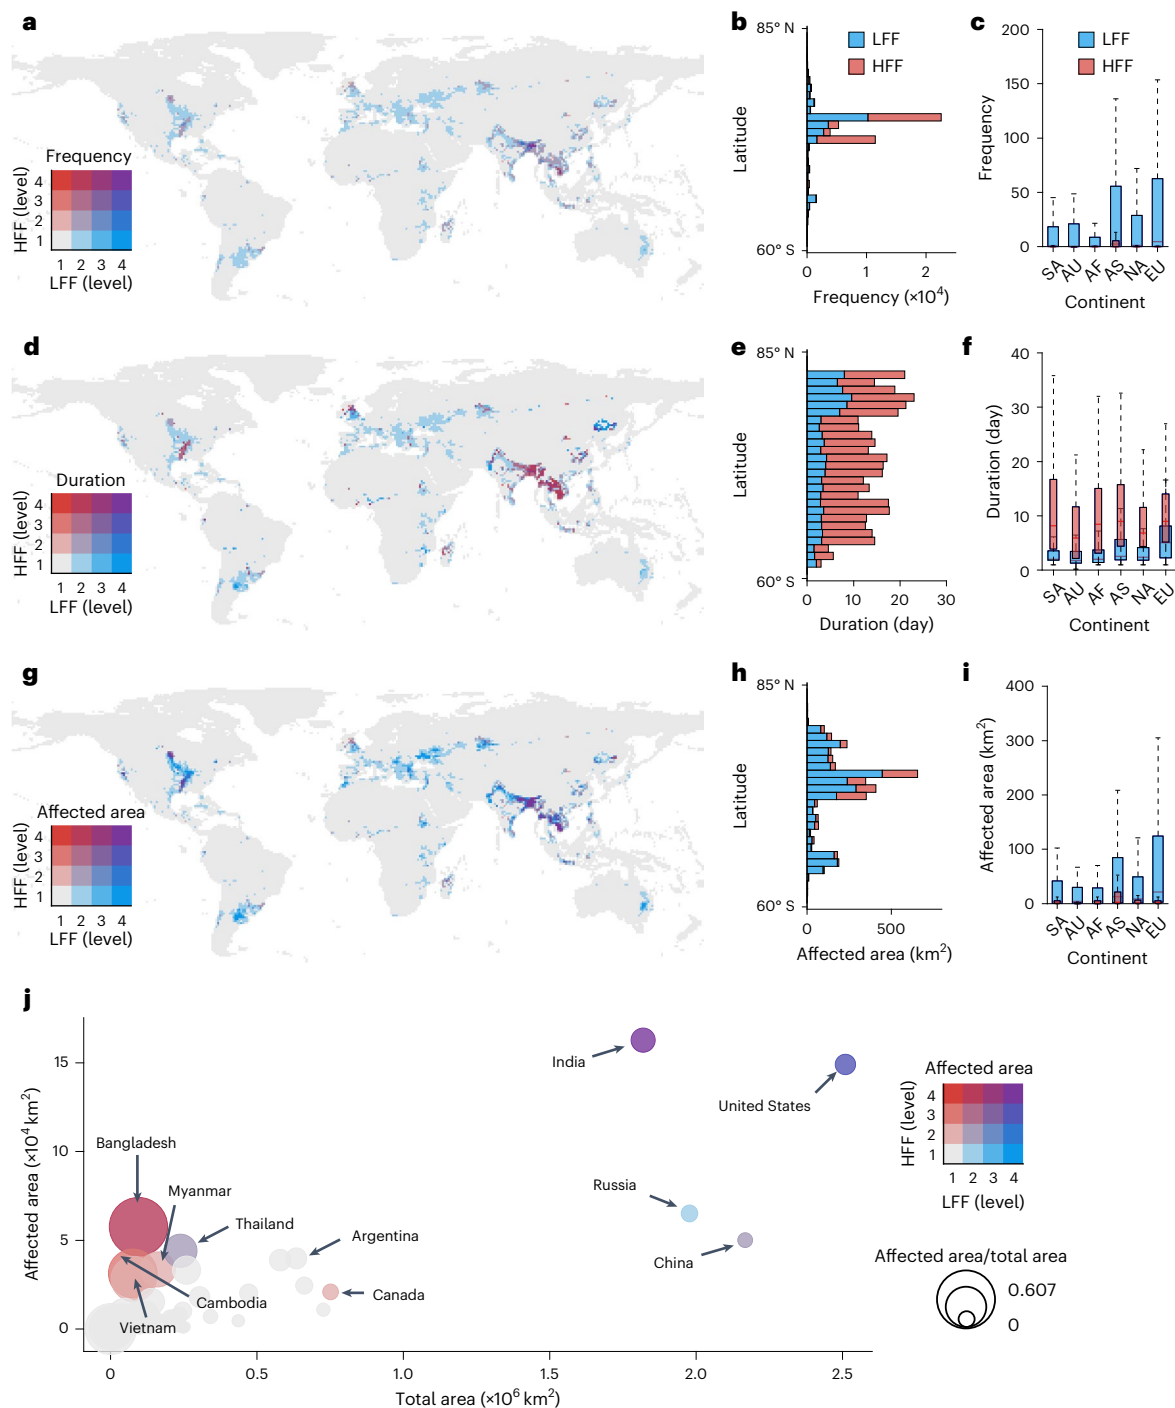 a
Frequency
HFF (level)
4
3
2
1
1 2 3 4
LFF (level)
b
85° N
LFF
HFF
Latitude
60° S
0 1 2
Frequency (×10⁴)
c
200
LFF
HFF
150
100
50
0
Frequency
SA AU AF AS NA EU
Continent
d
Duration
HFF (level)
4
3
2
1
1 2 3 4
LFF (level)
e
85° N
Latitude
60° S
0 10 20 30
Duration (day)
f
40
30
20
10
0
Duration (day)
SA AU AF AS NA EU
Continent
g
Affected area
HFF (level)
4
3
2
1
1 2 3 4
LFF (level)
h
85° N
Latitude
60° S
0 500
Affected area (km²)
i
400
300
200
100
0
Affected area (km²)
SA AU AF AS NA EU
Continent
j
Affected area (×10⁴ km²)
15
10
5
0
India
United States
Bangladesh
Myanmar
Thailand
Russia
Argentina
China
Canada
Cambodia
Vietnam
0 0.5 1.0 1.5 2.0 2.5
Total area (×10⁶ km²)
Affected area
HFF (level)
4
3
2
1
1 2 3 4
LFF (level)
Affected area/total area
0.607
0